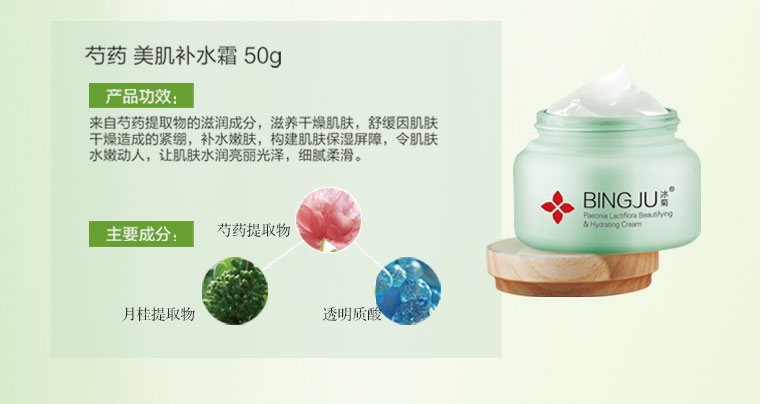 芍药 美肌补水霜 50g
产品功效：
来自芍药提取物的滋润成分，滋养干燥肌肤，舒缓因肌肤
干燥造成的紧绷，补水嫩肤，构建肌肤保湿屏障，令肌肤
水嫩动人，让肌肤水润亮丽光泽，细腻柔滑。
主要成分：
芍药提取物
月桂提取物
透明质酸
BINGJU 冰菊®
Paeonia Lactiflora Beautifying
& Hydrating Cream